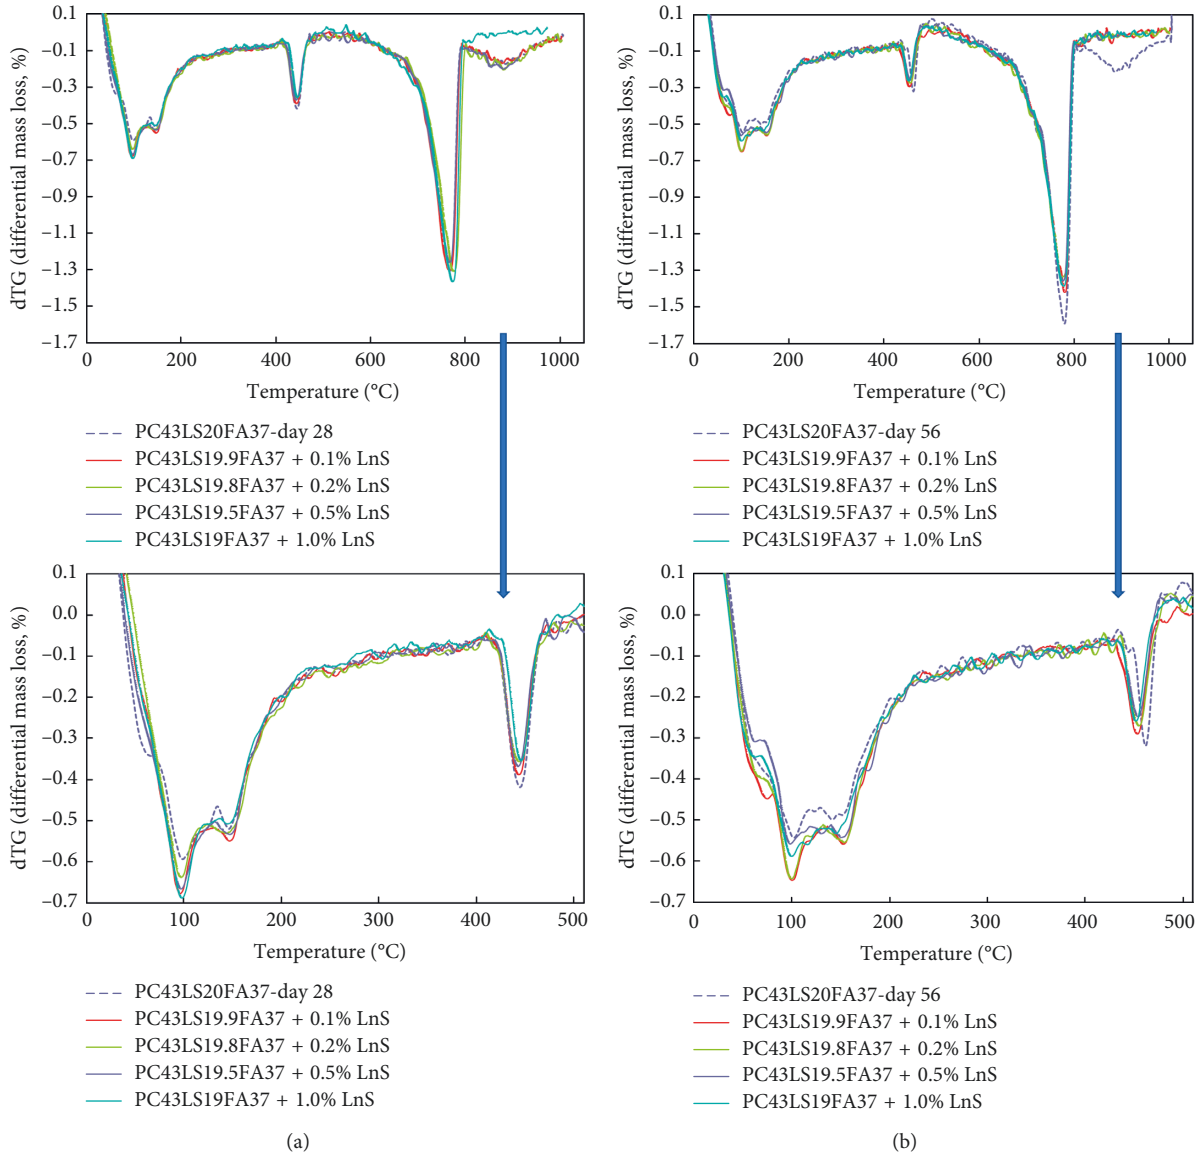 dTG (differential mass loss, %)
0.1
–0.1
–0.3
–0.5
–0.7
–0.9
–1.1
–1.3
–1.5
–1.7
0 200 400 600 800 1000
Temperature (°C)
PC43LS20FA37-day 28
PC43LS19.9FA37 + 0.1% LnS
PC43LS19.8FA37 + 0.2% LnS
PC43LS19.5FA37 + 0.5% LnS
PC43LS19FA37 + 1.0% LnS
dTG (differential mass loss, %)
0.1
0.0
–0.1
–0.2
–0.3
–0.4
–0.5
–0.6
–0.7
0 100 200 300 400 500
Temperature (°C)
PC43LS20FA37-day 28
PC43LS19.9FA37 + 0.1% LnS
PC43LS19.8FA37 + 0.2% LnS
PC43LS19.5FA37 + 0.5% LnS
PC43LS19FA37 + 1.0% LnS
(a)
dTG (differential mass loss, %)
0.1
–0.1
–0.3
–0.5
–0.7
–0.9
–1.1
–1.3
–1.5
–1.7
0 200 400 600 800 1000
Temperature (°C)
PC43LS20FA37-day 56
PC43LS19.9FA37 + 0.1% LnS
PC43LS19.8FA37 + 0.2% LnS
PC43LS19.5FA37 + 0.5% LnS
PC43LS19FA37 + 1.0% LnS
dTG (differential mass loss, %)
0.1
0.0
–0.1
–0.2
–0.3
–0.4
–0.5
–0.6
–0.7
0 100 200 300 400 500
Temperature (°C)
PC43LS20FA37-day 56
PC43LS19.9FA37 + 0.1% LnS
PC43LS19.8FA37 + 0.2% LnS
PC43LS19.5FA37 + 0.5% LnS
PC43LS19FA37 + 1.0% LnS
(b)